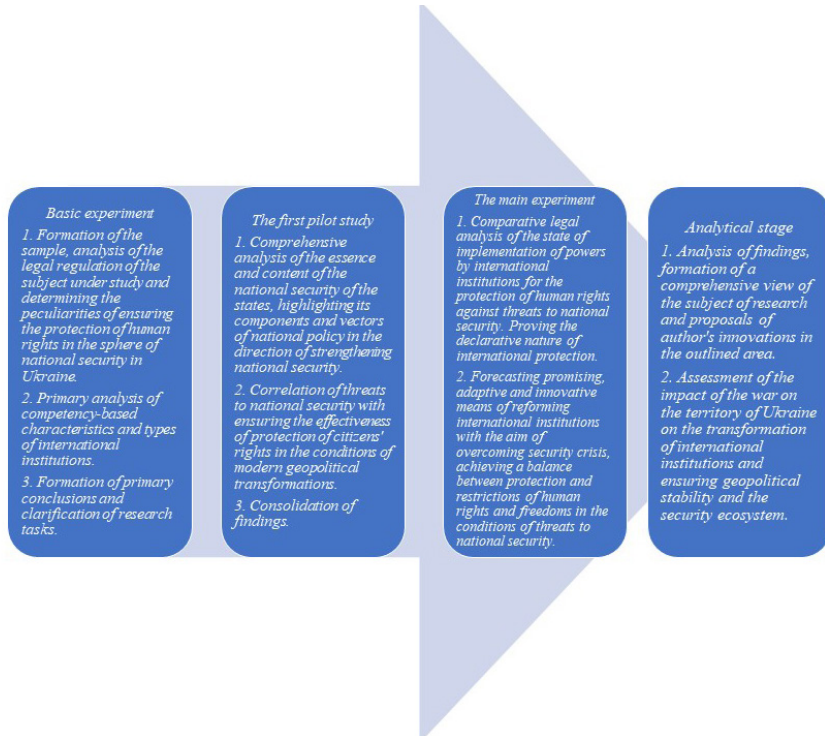 Basic experiment
1. Formation of the
sample, analysis of the
legal regulation of the
subject under study and
determining the
peculiarities of ensuring
the protection of human
rights in the sphere of
national security in
Ukraine.
2. Primary analysis of
competency-based
characteristics and types
of international
institutions.
3. Formation of primary
conclusions and
clarification of research
tasks.
The first pilot study
1. Comprehensive
analysis of the essence
and content of the
national security of the
states, highlighting its
components and vectors
of national policy in the
direction of strengthening
national security.
2. Correlation of threats
to national security with
ensuring the effectiveness
of protection of citizens'
rights in the conditions of
modern geopolitical
transformations.
3. Consolidation of
findings.
The main experiment
1. Comparative legal
analysis of the state of
implementation of powers
by international
institutions for the
protection of human rights
against threats to national
security. Proving the
declarative nature of
international protection.
2. Forecasting promising,
adaptive and innovative
means of reforming
international institutions
with the aim of
overcoming security crisis,
achieving a balance
between protection and
restrictions of human
rights and freedoms in the
conditions of threats to
national security.
Analytical stage
1. Analysis of findings,
formation of a
comprehensive view of
the subject of research
and proposals of
author's innovations in
the outlined area.
2. Assessment of the
impact of the war on
the territory of Ukraine
on the transformation
of international
institutions and
ensuring geopolitical
stability and the
security ecosystem.